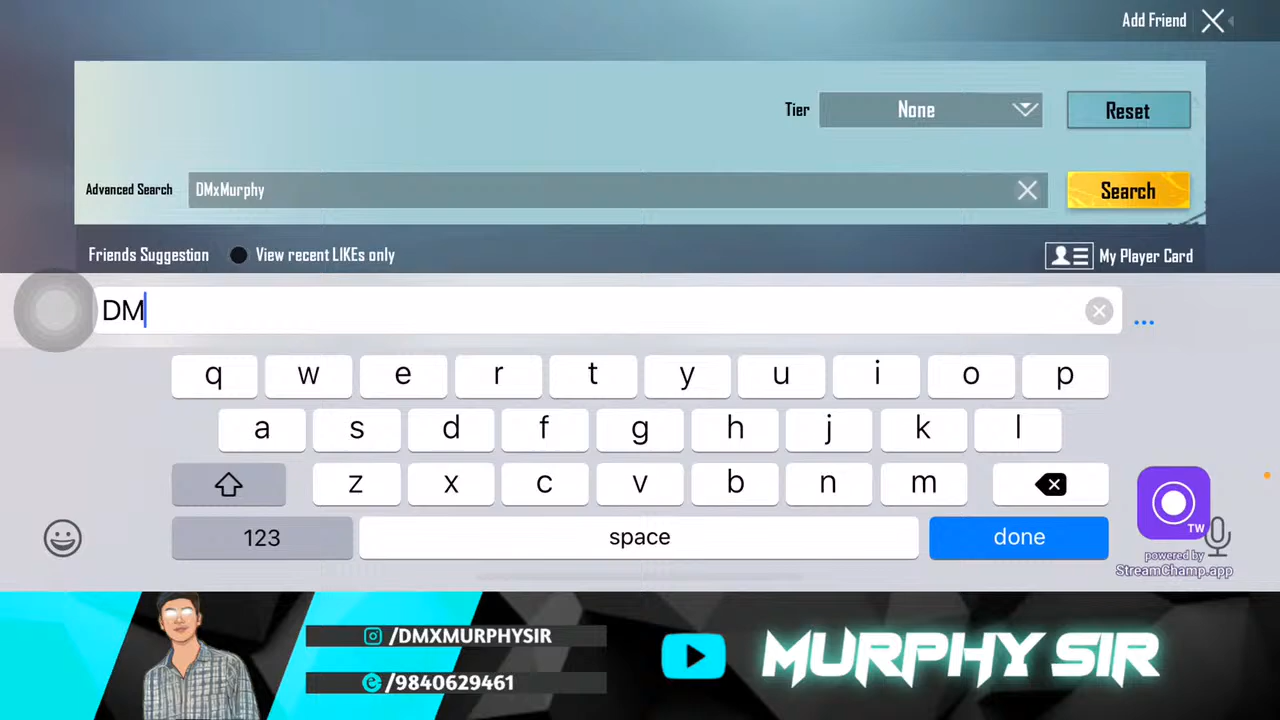 Add Friend
Tier None Reset
Advanced Search DMxMurphy Search
Friends Suggestion View recent LIKEs only My Player Card
DM
...
q w e r t y u i o p
a s d f g h j k l
z x c v b n m
123 space done
TW
powered by
StreamChamp.app
/DMXMURPHYSIR
/9840629461
MURPHY SIR